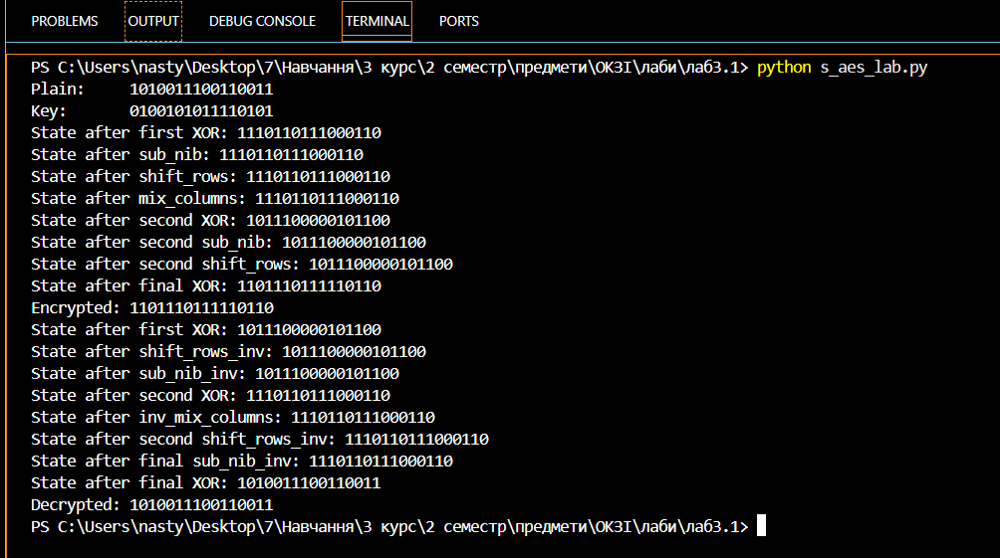 PROBLEMS OUTPUT DEBUG CONSOLE TERMINAL PORTS
PS C:\Users\nasty\Desktop\7\Навчання\3 курс\2 семестр\предмети\ОКЗІ\лаби\лаб3.1> python s_aes_lab.py
Plain:     1010011100110011
Key:       0100101011110101
State after first XOR: 1110110111000110
State after sub_nib: 1110110111000110
State after shift_rows: 1110110111000110
State after mix_columns: 1110110111000110
State after second XOR: 1011100000101100
State after second sub_nib: 1011100000101100
State after second shift_rows: 1011100000101100
State after final XOR: 1101110111110110
Encrypted: 1101110111110110
State after first XOR: 1011100000101100
State after shift_rows_inv: 1011100000101100
State after sub_nib_inv: 1011100000101100
State after second XOR: 1110110111000110
State after inv_mix_columns: 1110110111000110
State after second shift_rows_inv: 1110110111000110
State after final sub_nib_inv: 1110110111000110
State after final XOR: 1010011100110011
Decrypted: 1010011100110011
PS C:\Users\nasty\Desktop\7\Навчання\3 курс\2 семестр\предмети\ОКЗІ\лаби\лаб3.1>